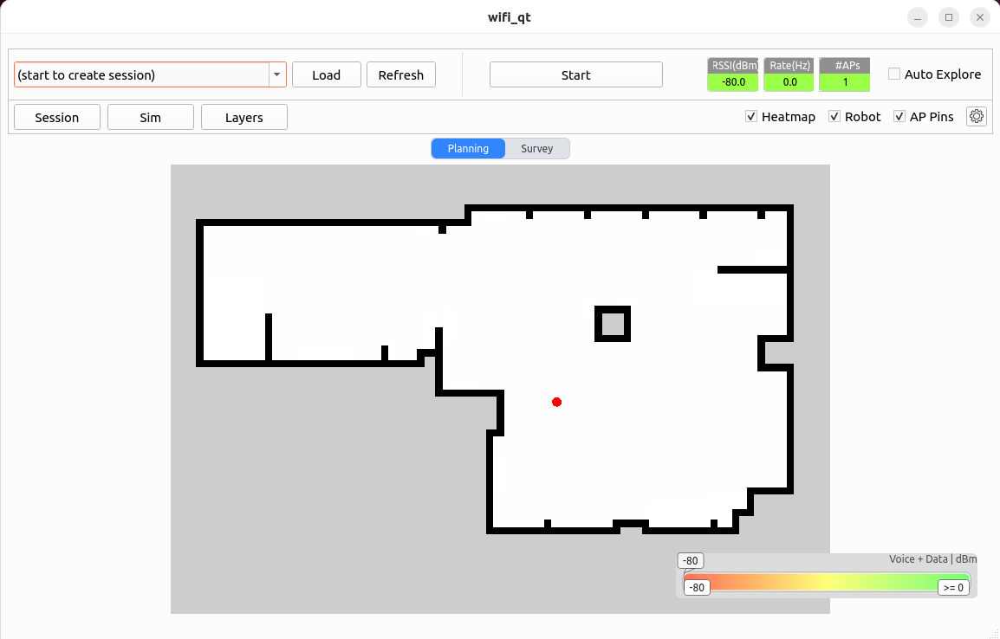 wifi_qt
(start to create session)
Load
Refresh
Start
RSSI(dBm)
-80.0
Rate(Hz)
0.0
#APs
1
Auto Explore
Session
Sim
Layers
Heatmap
Robot
AP Pins
Planning
Survey
-80
Voice + Data | dBm
-80
>= 0